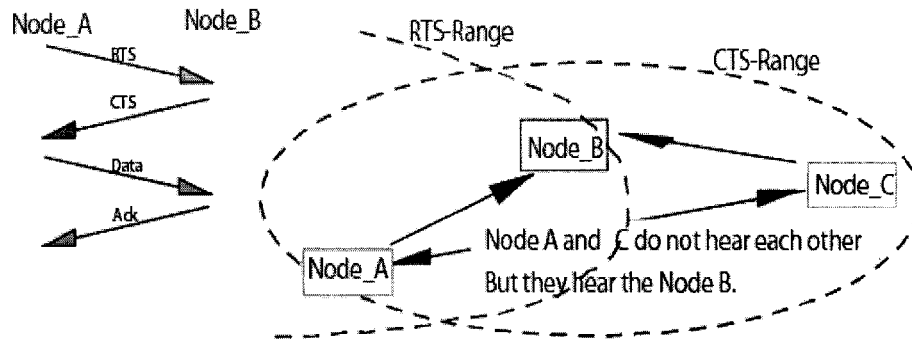 Node_A
Node_B
RTS
CTS
Data
Ack
RTS-Range
CTS-Range
Node_B
Node_C
Node_A
Node A and C do not hear each other
But they hear the Node B.